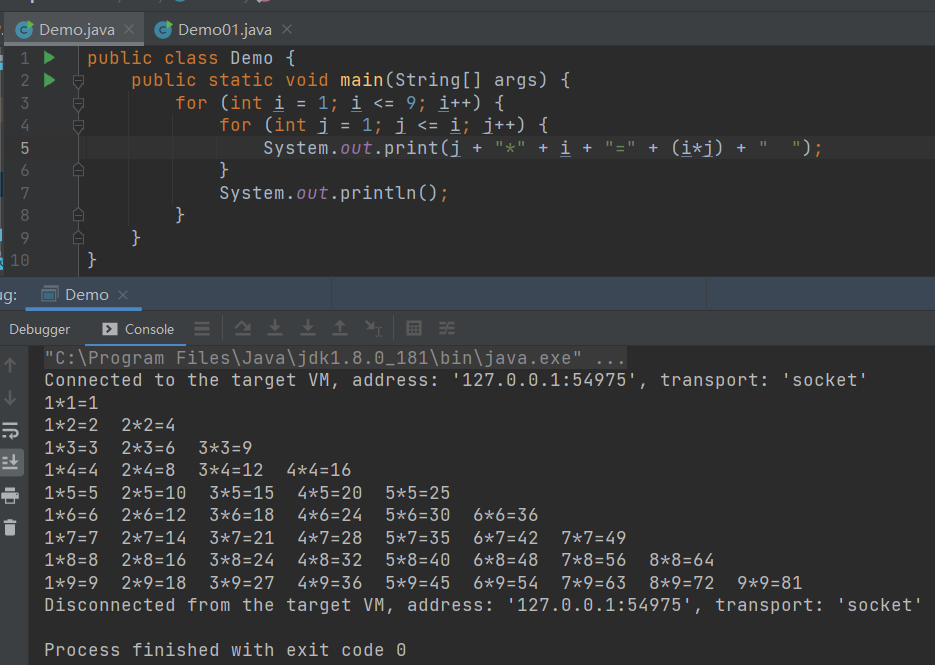 Demo.java Demo01.java
1 public class Demo {
2     public static void main(String[] args) {
3         for (int i = 1; i <= 9; i++) {
4             for (int j = 1; j <= i; j++) {
5                 System.out.print(j + "*" + i + "=" + (i*j) + "  ");
6             }
7             System.out.println();
8         }
9     }
10 }
ug: Demo
Debugger Console
"C:\Program Files\Java\jdk1.8.0_181\bin\java.exe" ...
Connected to the target VM, address: '127.0.0.1:54975', transport: 'socket'
1*1=1
1*2=2  2*2=4
1*3=3  2*3=6  3*3=9
1*4=4  2*4=8  3*4=12  4*4=16
1*5=5  2*5=10  3*5=15  4*5=20  5*5=25
1*6=6  2*6=12  3*6=18  4*6=24  5*6=30  6*6=36
1*7=7  2*7=14  3*7=21  4*7=28  5*7=35  6*7=42  7*7=49
1*8=8  2*8=16  3*8=24  4*8=32  5*8=40  6*8=48  7*8=56  8*8=64
1*9=9  2*9=18  3*9=27  4*9=36  5*9=45  6*9=54  7*9=63  8*9=72  9*9=81
Disconnected from the target VM, address: '127.0.0.1:54975', transport: 'socket'
Process finished with exit code 0